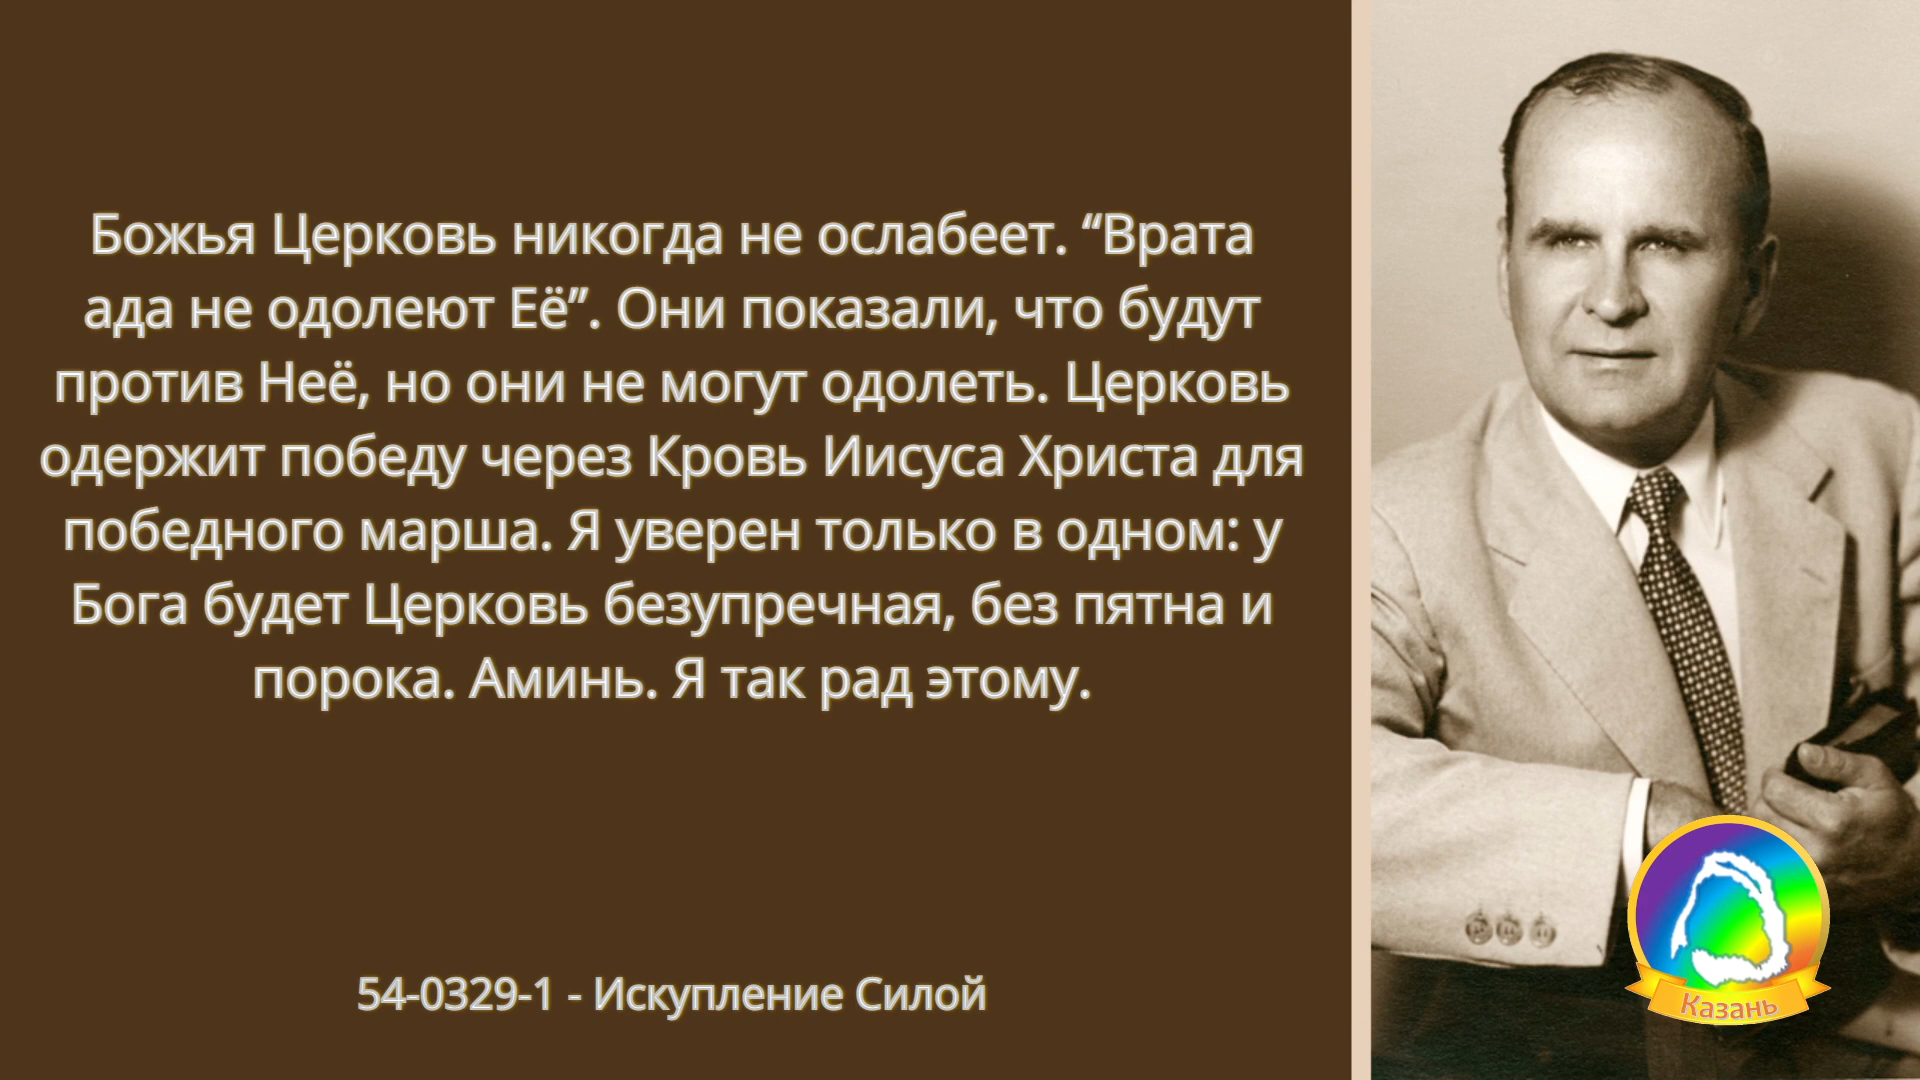 Божья Церковь никогда не ослабеет. “Врата
ада не одолеют Её”. Они показали, что будут
против Неё, но они не могут одолеть. Церковь
одержит победу через Кровь Иисуса Христа для
победного марша. Я уверен только в одном: у
Бога будет Церковь безупречная, без пятна и
порока. Аминь. Я так рад этому.
54-0329-1 - Искупление Силой
Казань